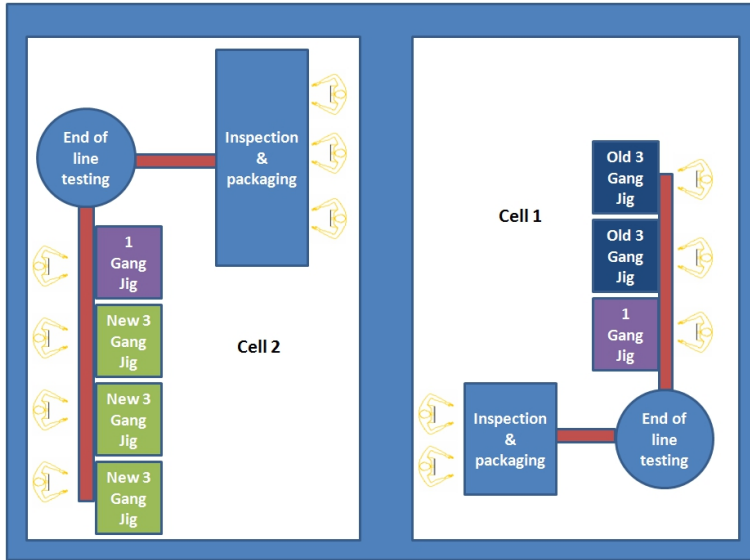 End of
line
testing
Inspection
&
packaging
1
Gang
Jig
New 3
Gang
Jig
New 3
Gang
Jig
New 3
Gang
Jig
Cell 2
Cell 1
Old 3
Gang
Jig
Old 3
Gang
Jig
1
Gang
Jig
Inspection
&
packaging
End of
line
testing